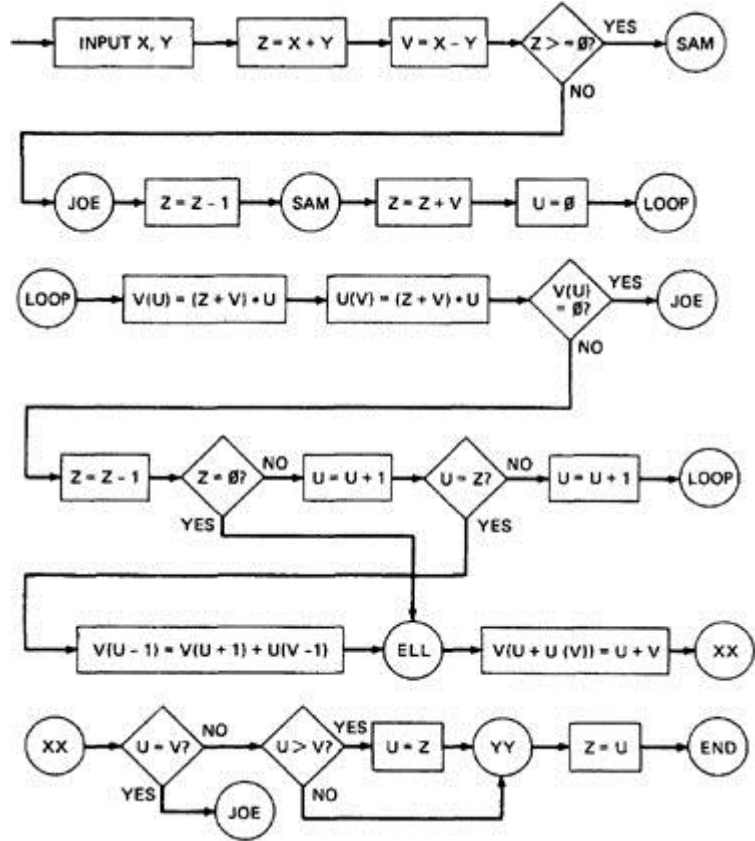 INPUT X, Y
Z = X + Y
V = X - Y
Z > = Ø?
YES
SAM
NO
JOE
Z = Z - 1
SAM
Z = Z + V
U = Ø
LOOP
LOOP
V(U) = (Z + V) * U
U(V) = (Z + V) * U
V(U)
= Ø?
YES
JOE
NO
Z = Z - 1
Z = Ø?
NO
U = U + 1
U = Z?
NO
U = U + 1
LOOP
YES
YES
V(U - 1) = V(U + 1) + U(V - 1)
ELL
V(U + U (V)) = U + V
XX
XX
U = V?
NO
U > V?
YES
U = Z
YY
Z = U
END
YES
JOE
NO